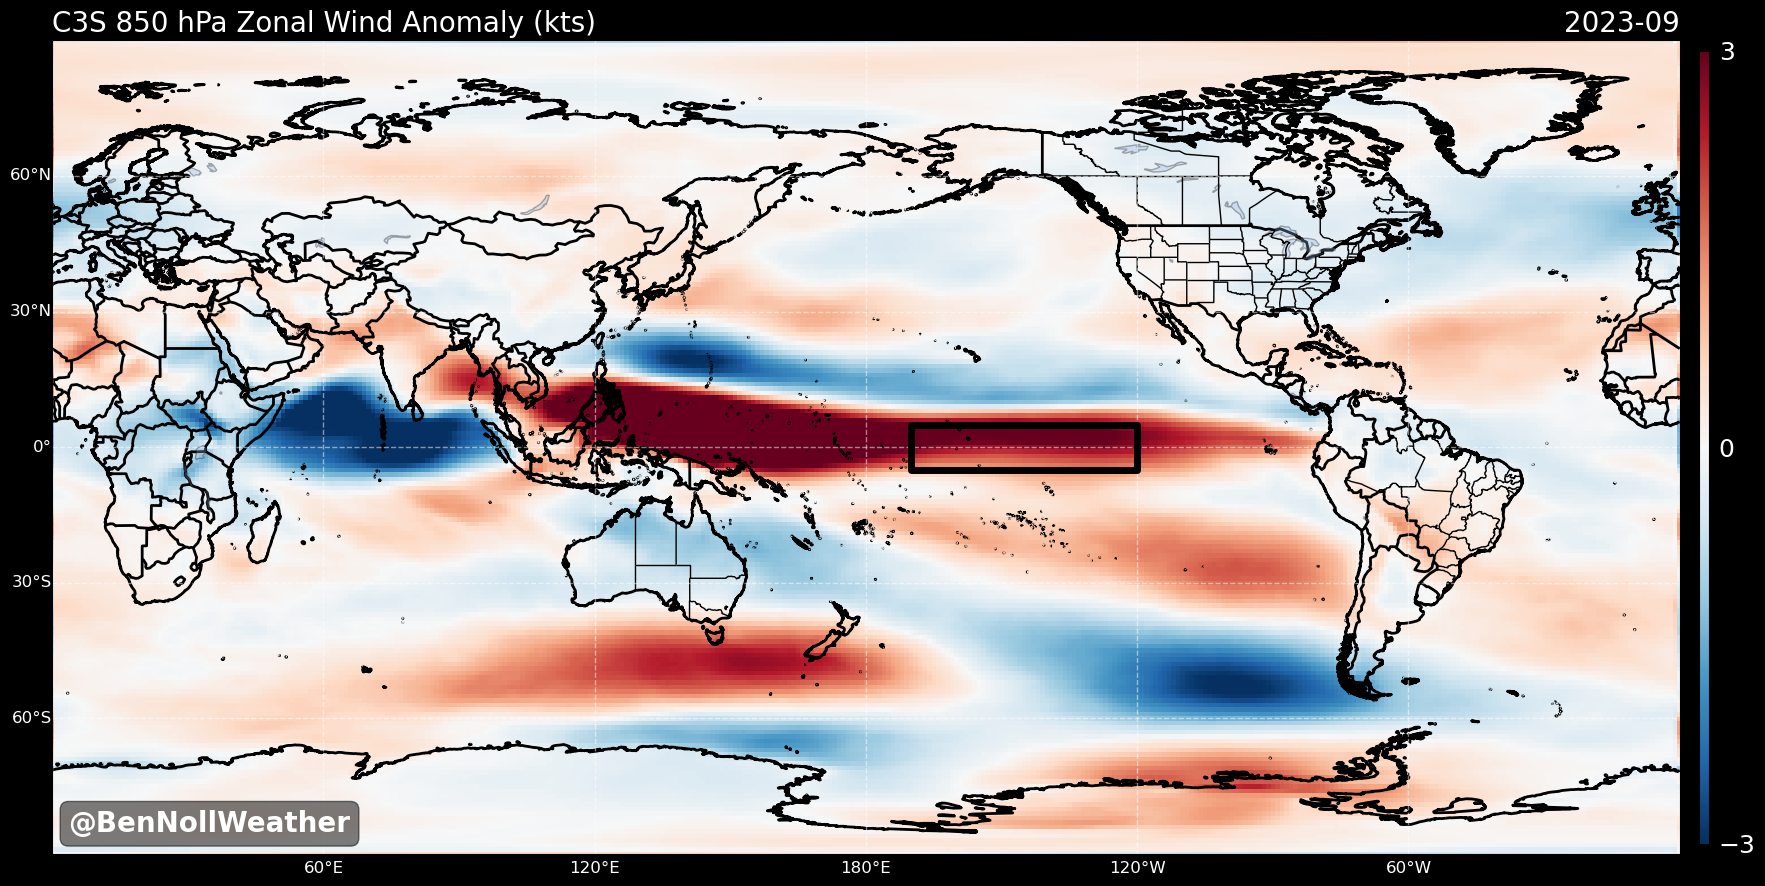 C3S 850 hPa Zonal Wind Anomaly (kts)
2023-09
3
0
−3
60°N
30°N
0°
30°S
60°S
60°E
120°E
180°E
120°W
60°W
@BenNollWeather